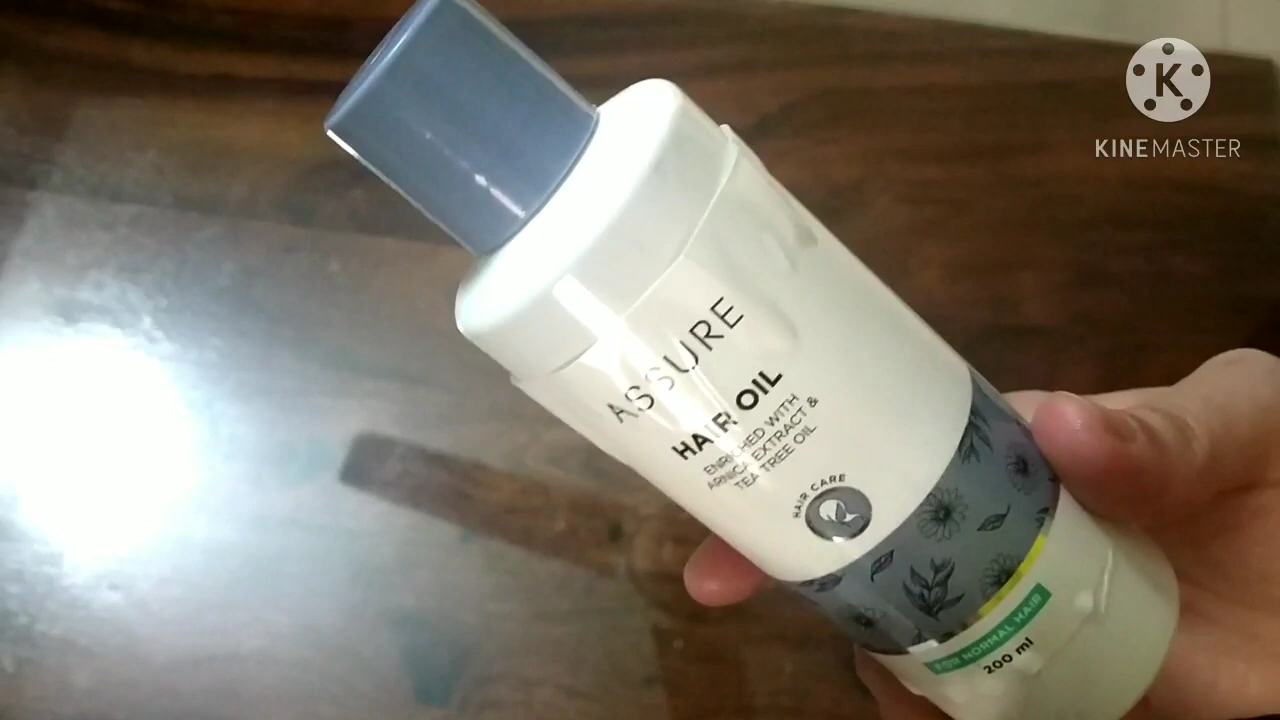 ASSURE
HAIR OIL
ENRICHED WITH
ARNICA EXTRACT &
TEA TREE OIL
HAIR CARE
FOR NORMAL HAIR
200 ml
K
KINEMASTER